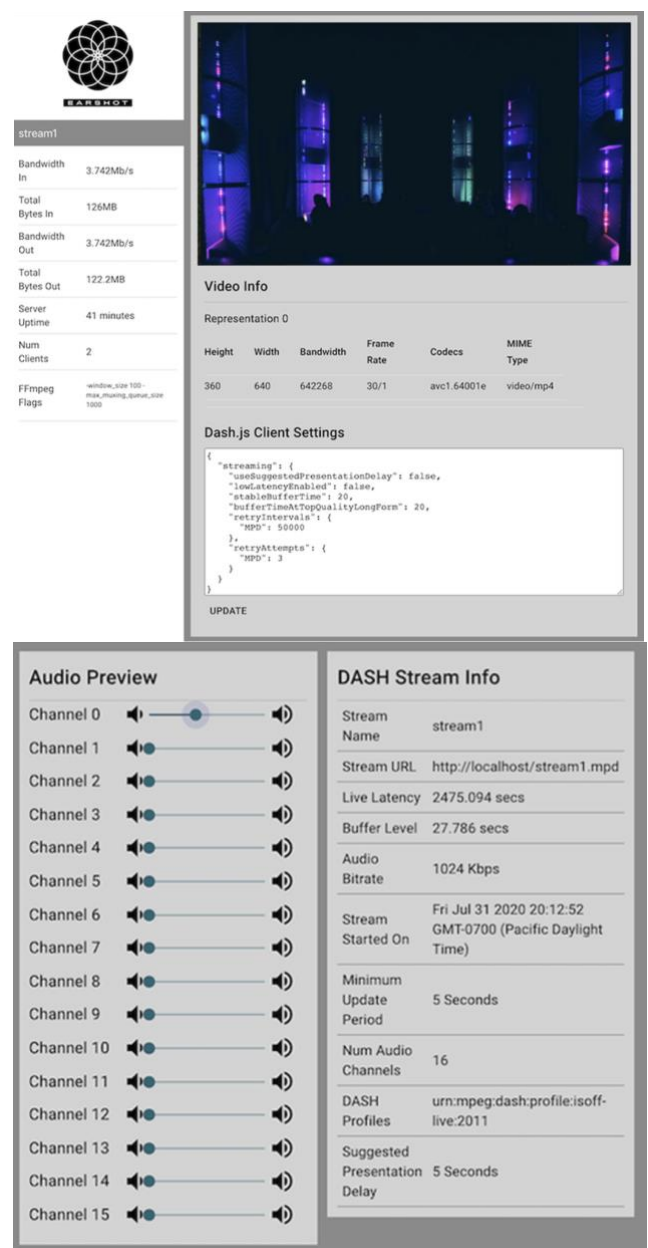 EARSHOT
stream1
Bandwidth
In
3.742Mb/s
Total
Bytes In
126MB
Bandwidth
Out
3.742Mb/s
Total
Bytes Out
122.2MB
Server
Uptime
41 minutes
Num
Clients
2
FFmpeg
Flags
-window_size 100 -
max_muxing_queue_size
1000
Video Info
Representation 0
Height Width Bandwidth Frame Rate Codecs MIME Type
360 640 642268 30/1 avc1.64001e video/mp4
Dash.js Client Settings
{
"streaming": {
"useSuggestedPresentationDelay": false,
"lowLatencyEnabled": false,
"stableBufferTime": 20,
"bufferTimeAtTopQualityLongForm": 20,
"retryIntervals": {
"MPD": 50000
},
"retryAttempts": {
"MPD": 3
}
}
}
UPDATE
Audio Preview
Channel 0
Channel 1
Channel 2
Channel 3
Channel 4
Channel 5
Channel 6
Channel 7
Channel 8
Channel 9
Channel 10
Channel 11
Channel 12
Channel 13
Channel 14
Channel 15
DASH Stream Info
Stream
Name
stream1
Stream URL http://localhost/stream1.mpd
Live Latency 2475.094 secs
Buffer Level 27.786 secs
Audio
Bitrate
1024 Kbps
Stream
Started On
Fri Jul 31 2020 20:12:52
GMT-0700 (Pacific Daylight
Time)
Minimum
Update
Period
5 Seconds
Num Audio
Channels
16
DASH
Profiles
urn:mpeg:dash:profile:isoff-
live:2011
Suggested
Presentation
Delay
5 Seconds